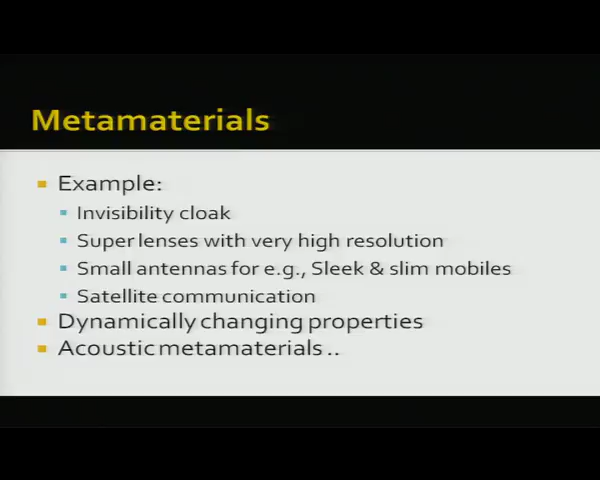 Metamaterials
Example:
Invisibility cloak
Super lenses with very high resolution
Small antennas for e.g., Sleek & slim mobiles
Satellite communication
Dynamically changing properties
Acoustic metamaterials ..